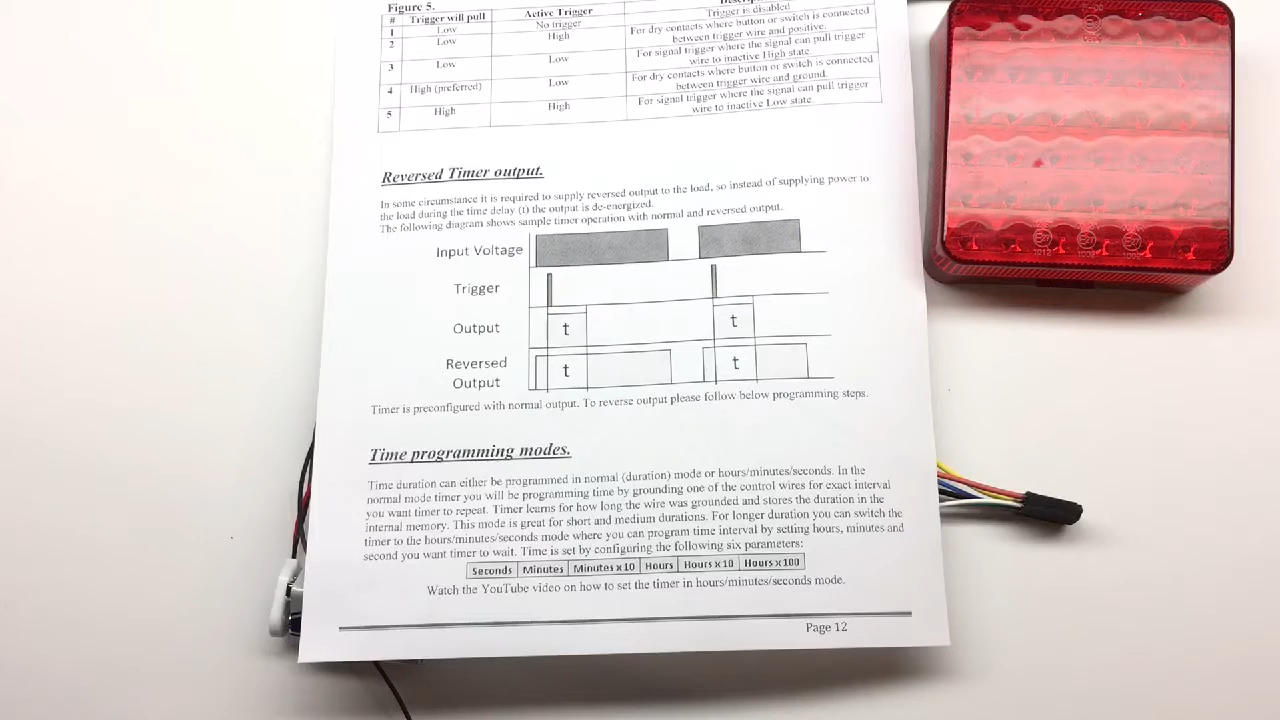 Figure 5.
# Trigger will pull Active Trigger
1 Low No trigger Trigger is disabled
2 Low High For dry contacts where button or switch is connected
between trigger wire and positive.
3 Low Low For signal trigger where the signal can pull trigger
wire to inactive High state.
4 High (preferred) Low For dry contacts where button or switch is connected
between trigger wire and ground.
5 High High For signal trigger where the signal can pull trigger
wire to inactive Low state.
Reversed Timer output.
In some circumstance it is required to supply reversed output to the load, so instead of supplying power to
the load during the time delay (t) the output is de-energized.
The following diagram shows sample timer operation with normal and reversed output.
Input Voltage
Trigger
Output t t
Reversed
Output t t
Timer is preconfigured with normal output. To reverse output please follow below programming steps.
Time programming modes.
Time duration can either be programmed in normal (duration) mode or hours/minutes/seconds. In the
normal mode timer you will be programming time by grounding one of the control wires for exact interval
you want timer to repeat. Timer learns for how long the wire was grounded and stores the duration in the
internal memory. This mode is great for short and medium durations. For longer duration you can switch the
timer to the hours/minutes/seconds mode where you can program time interval by setting hours, minutes and
second you want timer to wait. Time is set by configuring the following six parameters:
Seconds Minutes Minutes x 10 Hours Hours x 10 Hours x 100
Watch the YouTube video on how to set the timer in hours/minutes/seconds mode.
Page 12